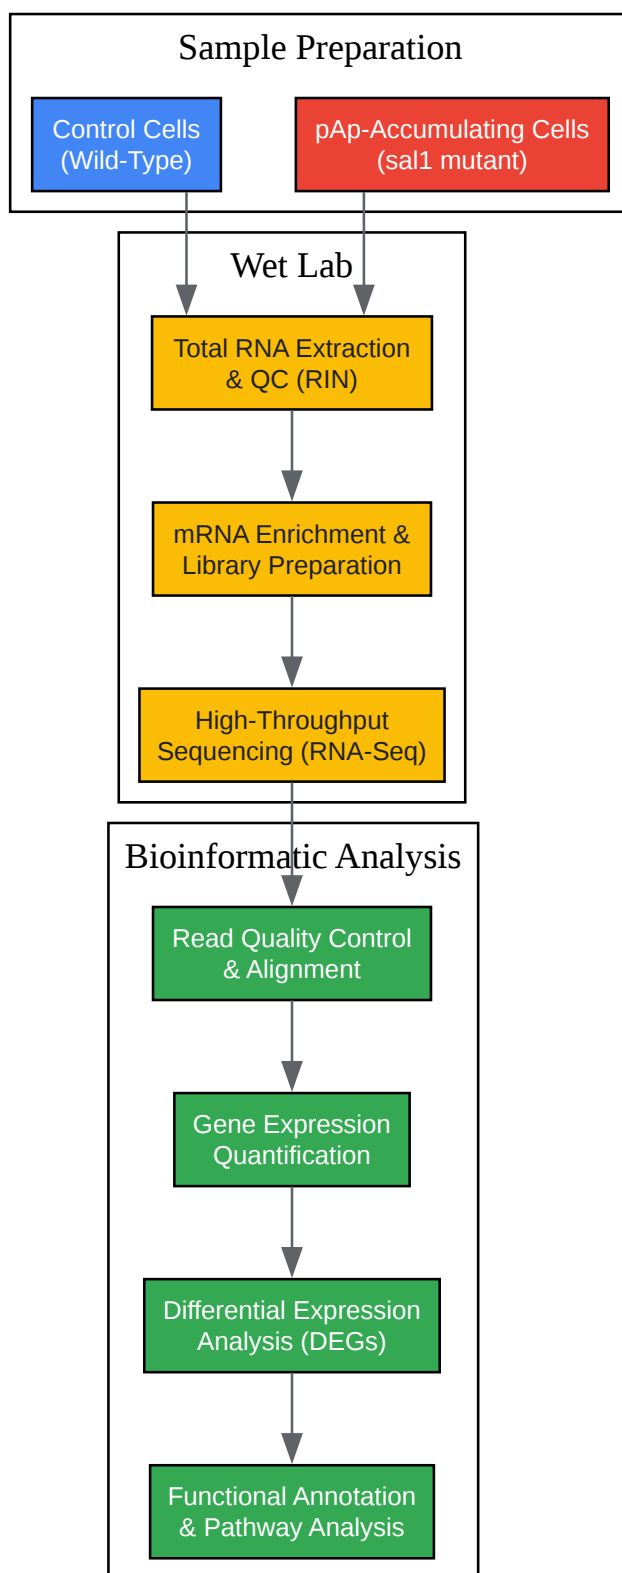 Sample Preparation
Control Cells
(Wild-Type)
pAp-Accumulating Cells
(sal1 mutant)
Wet Lab
Total RNA Extraction
& QC (RIN)
mRNA Enrichment &
Library Preparation
High-Throughput
Sequencing (RNA-Seq)
Bioinformatic Analysis
Read Quality Control
& Alignment
Gene Expression
Quantification
Differential Expression
Analysis (DEGs)
Functional Annotation
& Pathway Analysis